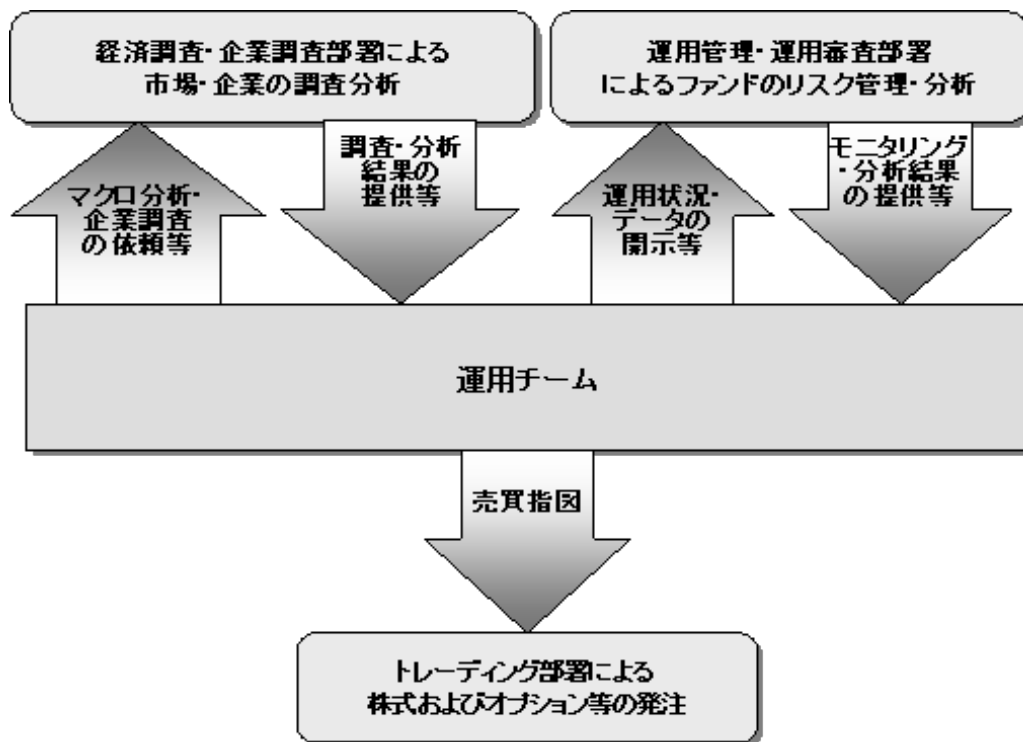 経済調査・企業調査部署による
市場・企業の調査分析
運用管理・運用審査部署
によるファンドのリスク管理・分析
マクロ分析・
企業調査
の依頼等
調査・分析
結果の
提供等
運用状況・
データの
開示等
モニタリング
・分析結果
の提供等
運用チーム
売買指図
トレーディング部署による
株式およびオプション等の発注